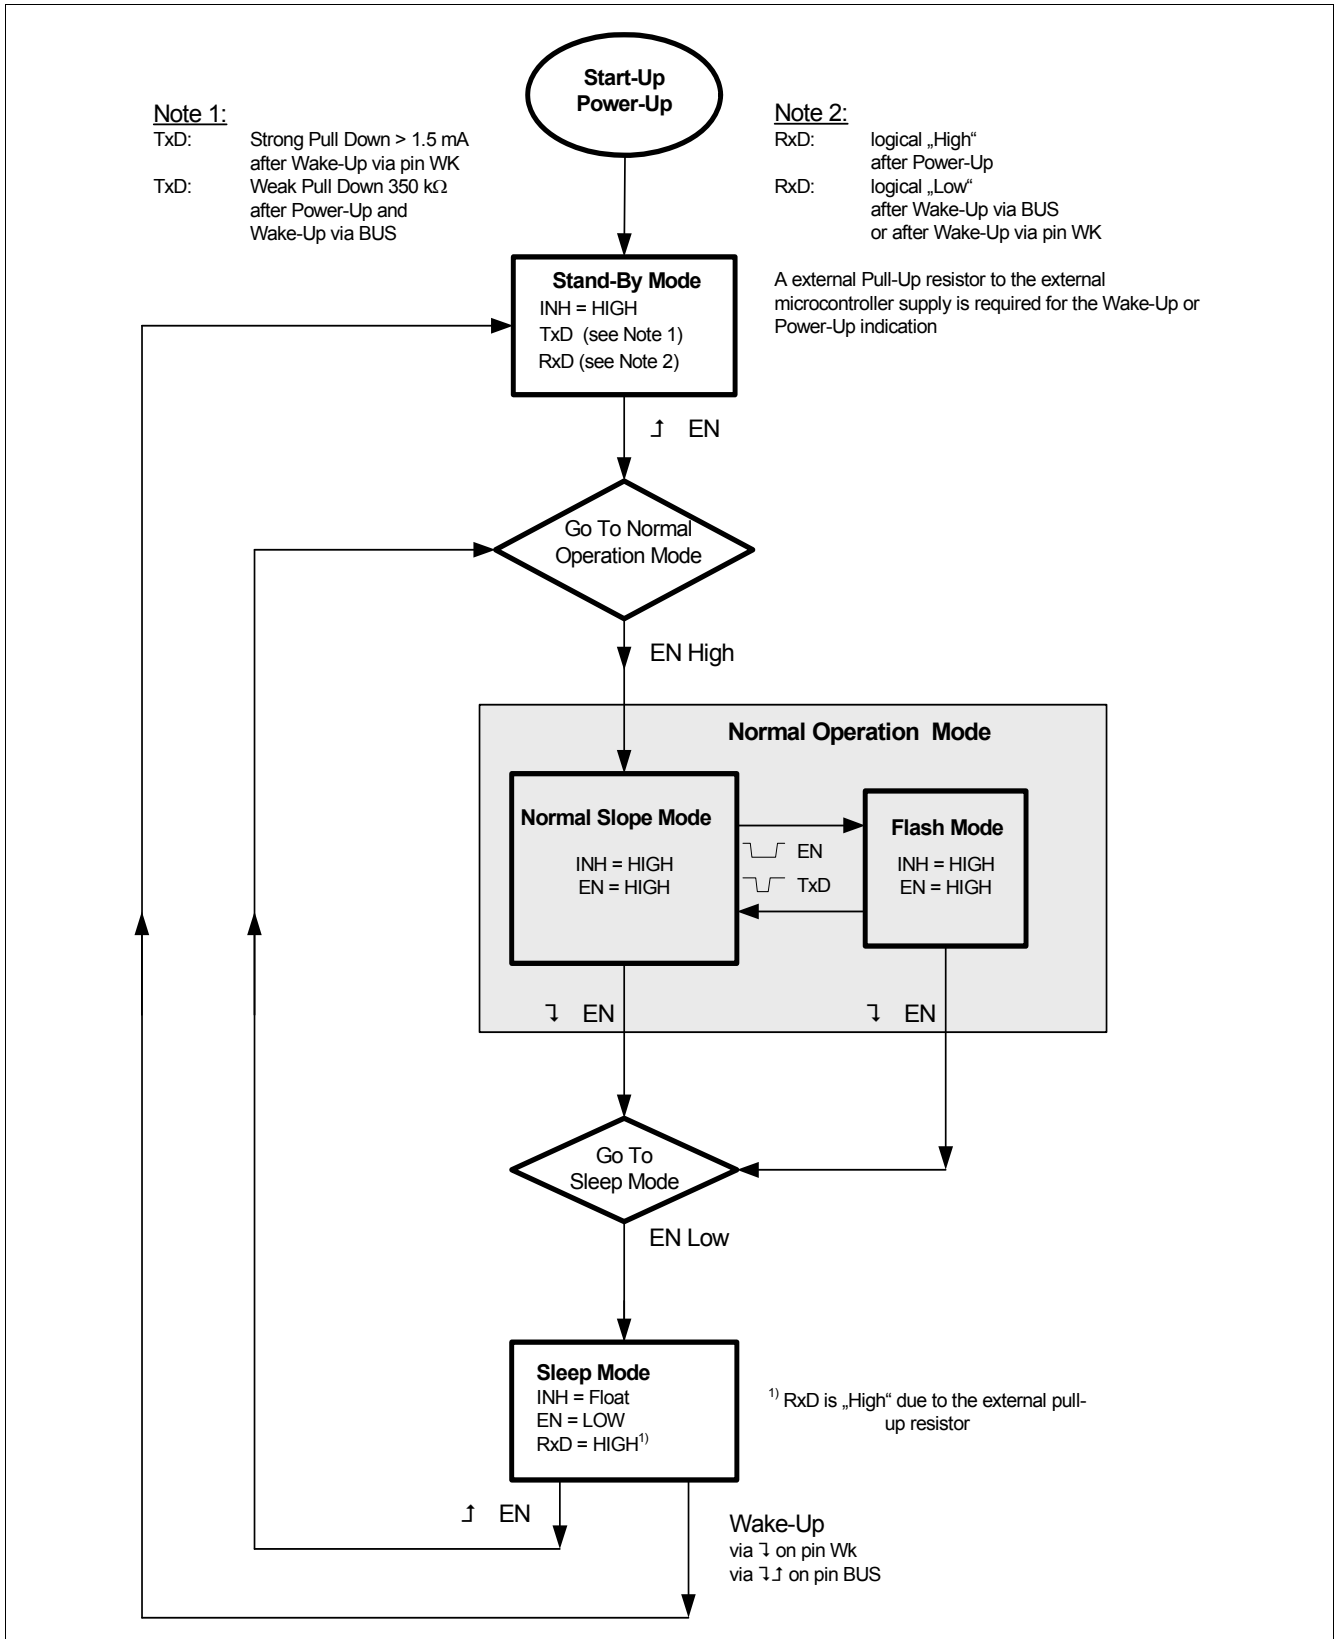 Start-Up
Power-Up
Note 1:
TxD: Strong Pull Down > 1.5 mA
after Wake-Up via pin WK
TxD: Weak Pull Down 350 kΩ
after Power-Up and
Wake-Up via BUS
Note 2:
RxD: logical „High“
after Power-Up
RxD: logical „Low“
after Wake-Up via BUS
or after Wake-Up via pin WK
A external Pull-Up resistor to the external
microcontroller supply is required for the Wake-Up or
Power-Up indication
Stand-By Mode
INH = HIGH
TxD (see Note 1)
RxD (see Note 2)
EN
Go To Normal
Operation Mode
EN High
Normal Operation Mode
Normal Slope Mode
INH = HIGH
EN = HIGH
EN
TxD
Flash Mode
INH = HIGH
EN = HIGH
EN
EN
Go To
Sleep Mode
EN Low
Sleep Mode
INH = Float
EN = LOW
RxD = HIGH1)
1) RxD is „High“ due to the external pull-
up resistor
EN
Wake-Up
via on pin Wk
via on pin BUS